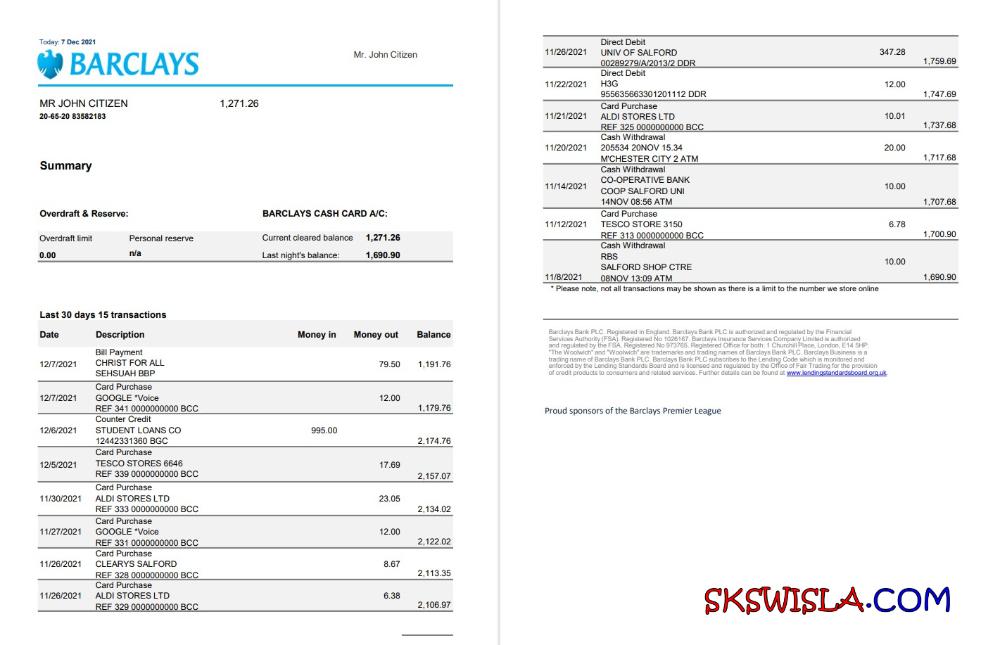 Today: 7 Dec 2021
BARCLAYS
Mr. John Citizen
MR JOHN CITIZEN 1,271.26
20-65-20 83582183
Summary
Overdraft & Reserve: BARCLAYS CASH CARD A/C:
Overdraft limit Personal reserve Current cleared balance 1,271.26
0.00 n/a Last night's balance: 1,690.90
Last 30 days 15 transactions
Date Description Money in Money out Balance
Bill Payment
12/7/2021 CHRIST FOR ALL 79.50 1,191.76
SEHSUAH BBP
Card Purchase
12/7/2021 GOOGLE *Voice 12.00
REF 341 0000000000 BCC 1,179.76
Counter Credit
12/6/2021 STUDENT LOANS CO 995.00
12442331360 BGC 2,174.76
Card Purchase
12/5/2021 TESCO STORES 6646 17.69
REF 339 0000000000 BCC 2,157.07
Card Purchase
11/30/2021 ALDI STORES LTD 23.05
REF 333 0000000000 BCC 2,134.02
Card Purchase
11/27/2021 GOOGLE *Voice 12.00
REF 331 0000000000 BCC 2,122.02
Card Purchase
11/26/2021 CLEARYS SALFORD 8.67
REF 328 0000000000 BCC 2,113.35
Card Purchase
11/26/2021 ALDI STORES LTD 6.38
REF 329 0000000000 BCC 2,106.97
Direct Debit
11/26/2021 UNIV OF SALFORD 347.28
00289279/A/2013/2 DDR 1,759.69
Direct Debit
11/22/2021 H3G 12.00
955635663301201112 DDR 1,747.69
Card Purchase
11/21/2021 ALDI STORES LTD 10.01
REF 325 0000000000 BCC 1,737.68
Cash Withdrawal
11/20/2021 205534 20NOV 15.34 20.00
M'CHESTER CITY 2 ATM 1,717.68
Cash Withdrawal
CO-OPERATIVE BANK
11/14/2021 COOP SALFORD UNI 10.00
14NOV 08:56 ATM 1,707.68
Card Purchase
11/12/2021 TESCO STORE 3150 6.78
REF 313 0000000000 BCC 1,700.90
Cash Withdrawal
RBS
SALFORD SHOP CTRE 10.00
11/8/2021 08NOV 13:09 ATM 1,690.90
* Please note, not all transactions may be shown as there is a limit to the number we store online
Barclays Bank PLC. Registered in England. Barclays Bank PLC is authorized and regulated by the Financial
Services Authority (FSA). Registered No 1026167. Barclays Insurance Services Company Limited is authorized
and regulated by the FSA. Registered No 973765. Registered Office for both: 1 Churchill Place, London, E14 5HP.
"The Woolwich" and "Woolwich" are trademarks and trading names of Barclays Bank PLC. Barclays Business is a
trading name of Barclays Bank PLC. Barclays Bank PLC subscribes to the Lending Code which is monitored and
enforced by the Lending Standards Board and is licensed and regulated by the Office of Fair Trading for the provision
of credit products to consumers and related services. Further details can be found at www.lendingstandardsboard.org.uk.
Proud sponsors of the Barclays Premier League
SKSWISLA.COM